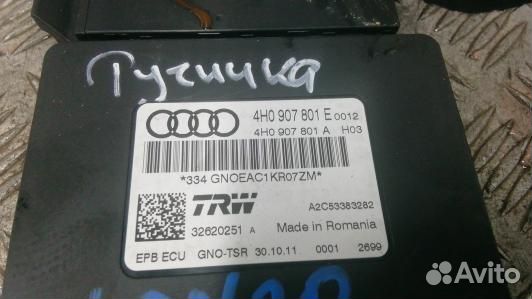 Тугичка
4H0 907 801 E 0012
4H0 907 801 A H03
*334 GNOEAC1KR07ZM*
TRW A2C53383282
32620251 A Made in Romania
EPB ECU GNO-TSR 30.10.11 0001 2699
Avito